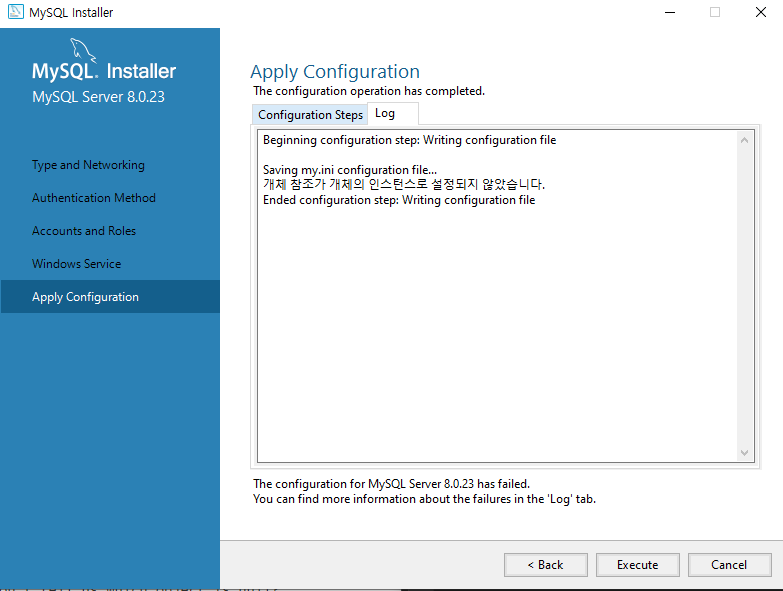 MySQL Installer
MySQL. Installer
MySQL Server 8.0.23
Type and Networking
Authentication Method
Accounts and Roles
Windows Service
Apply Configuration
Apply Configuration
The configuration operation has completed.
Configuration Steps Log
Beginning configuration step: Writing configuration file
Saving my.ini configuration file...
개체 참조가 개체의 인스턴스로 설정되지 않았습니다.
Ended configuration step: Writing configuration file
The configuration for MySQL Server 8.0.23 has failed.
You can find more information about the failures in the 'Log' tab.
< Back Execute Cancel